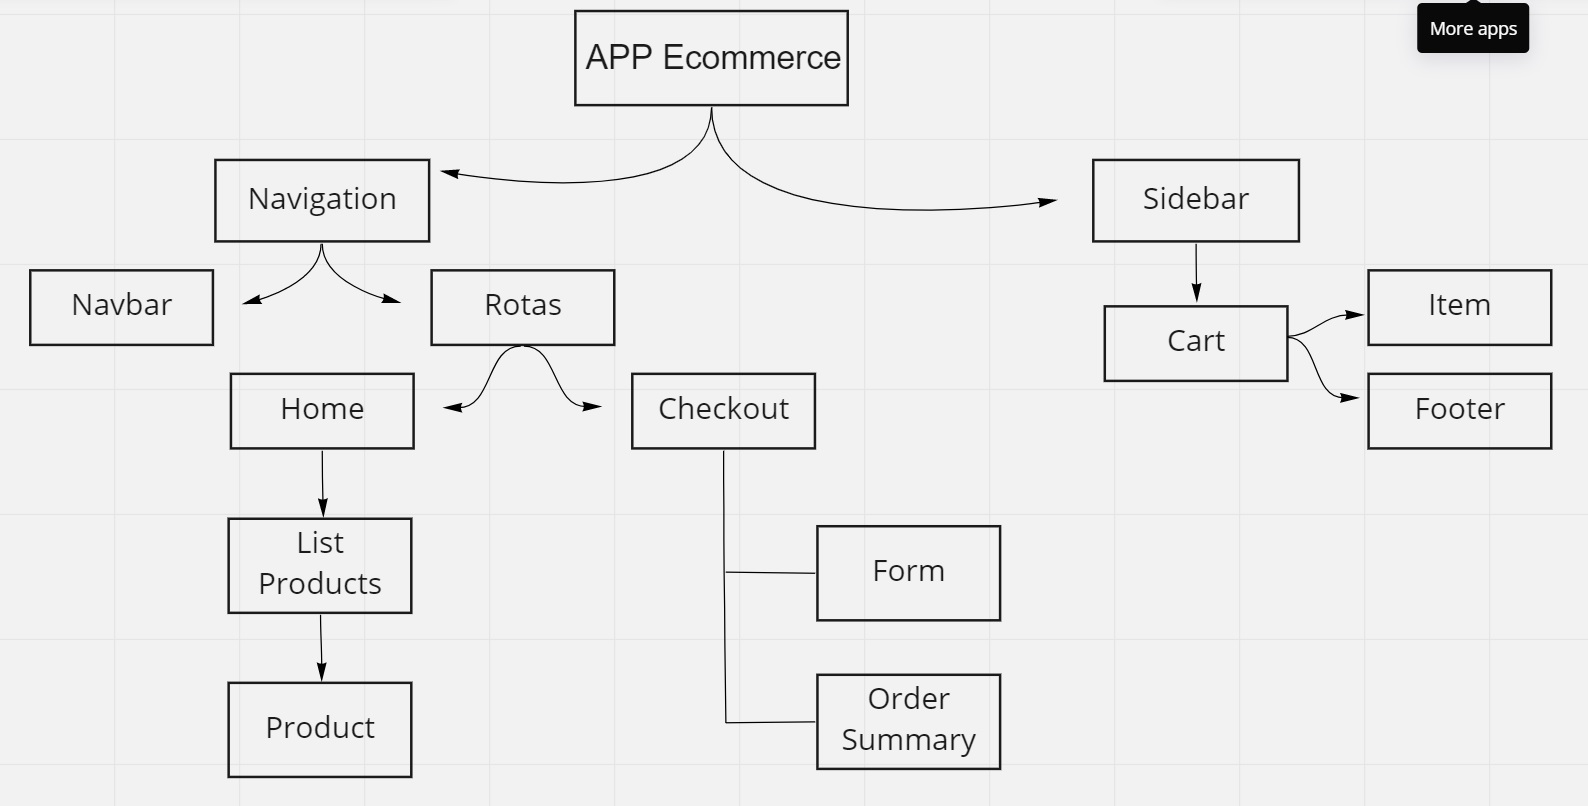 More apps
APP Ecommerce
Navigation
Sidebar
Navbar
Rotas
Item
Cart
Home
Checkout
Footer
List
Products
Form
Order
Summary
Product